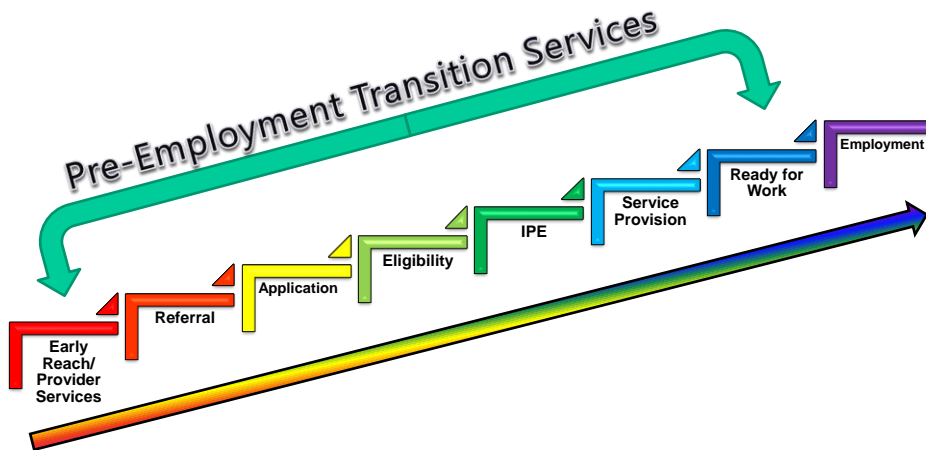 Pre-Employment Transition Services
Early
Reach/
Provider
Services
Referral
Application
Eligibility
IPE
Service
Provision
Ready for
Work
Employment